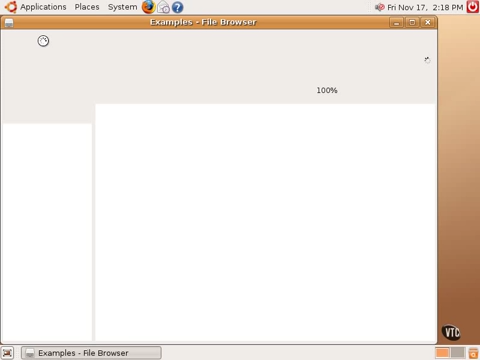 Applications Places System Fri Nov 17, 2:18 PM
Examples - File Browser
100%
VTC
Examples - File Browser